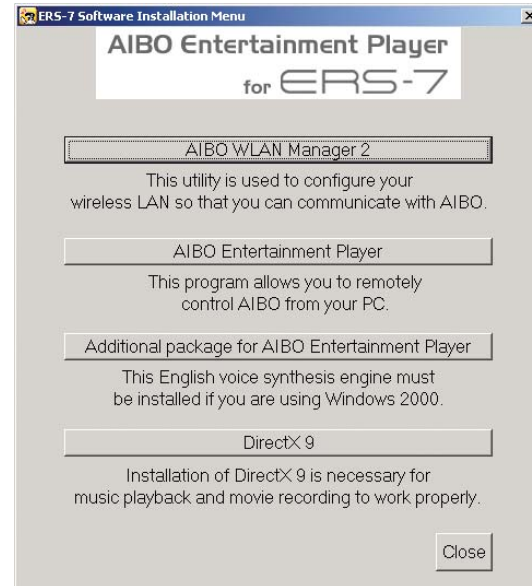 ERS-7 Software Installation Menu
AIBO Entertainment Player
for ERS-7
AIBO WLAN Manager 2
This utility is used to configure your
wireless LAN so that you can communicate with AIBO.
AIBO Entertainment Player
This program allows you to remotely
control AIBO from your PC.
Additional package for AIBO Entertainment Player
This English voice synthesis engine must
be installed if you are using Windows 2000.
DirectX 9
Installation of DirectX 9 is necessary for
music playback and movie recording to work properly.
Close